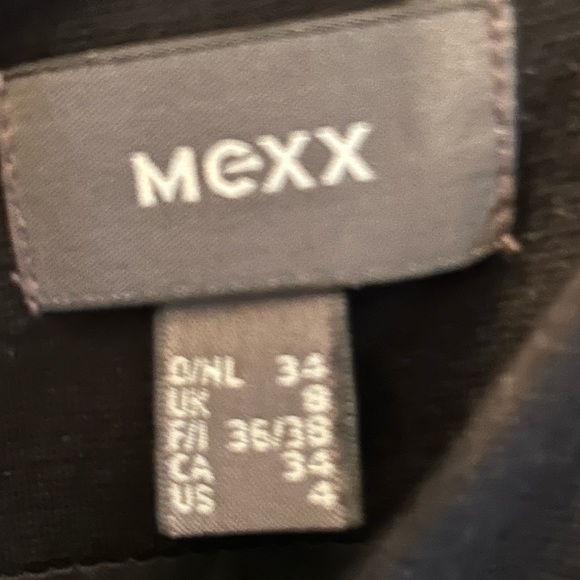 Mexx
D/NL 34
UK 8
F/I 36/38
CA 34
US 4